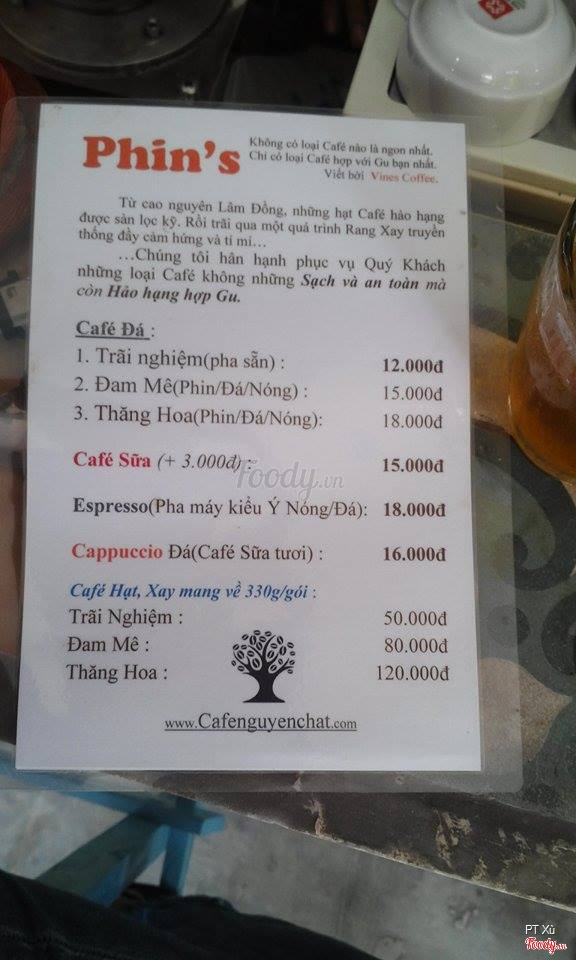 Phin's
Không có loại Café nào là ngon nhất.
Chỉ có loại Café hợp với Gu bạn nhất.
Viết bởi Vines Coffee.
Từ cao nguyên Lâm Đồng, những hạt Café hảo hạng
được sàn lọc kỹ. Rồi trãi qua một quá trình Rang Xay truyền
thống đầy cảm hứng và tỉ mỉ...
...Chúng tôi hân hạnh phục vụ Quý Khách
những loại Café không những Sạch và an toàn mà
còn Hảo hạng hợp Gu.
Café Đá :
1. Trãi nghiệm(pha sẵn) : 12.000đ
2. Đam Mê(Phin/Đá/Nóng) : 15.000đ
3. Thăng Hoa(Phin/Đá/Nóng): 18.000đ
Café Sữa (+ 3.000đ) : 15.000đ
Foody.vn
Espresso(Pha máy kiểu Ý Nóng/Đá): 18.000đ
Cappuccio Đá(Café Sữa tươi) : 16.000đ
Café Hạt, Xay mang về 330g/gói :
Trãi Nghiệm : 50.000đ
Đam Mê : 80.000đ
Thăng Hoa : 120.000đ
www.Cafenguyenchat.com
PT Xù
Foody.vn